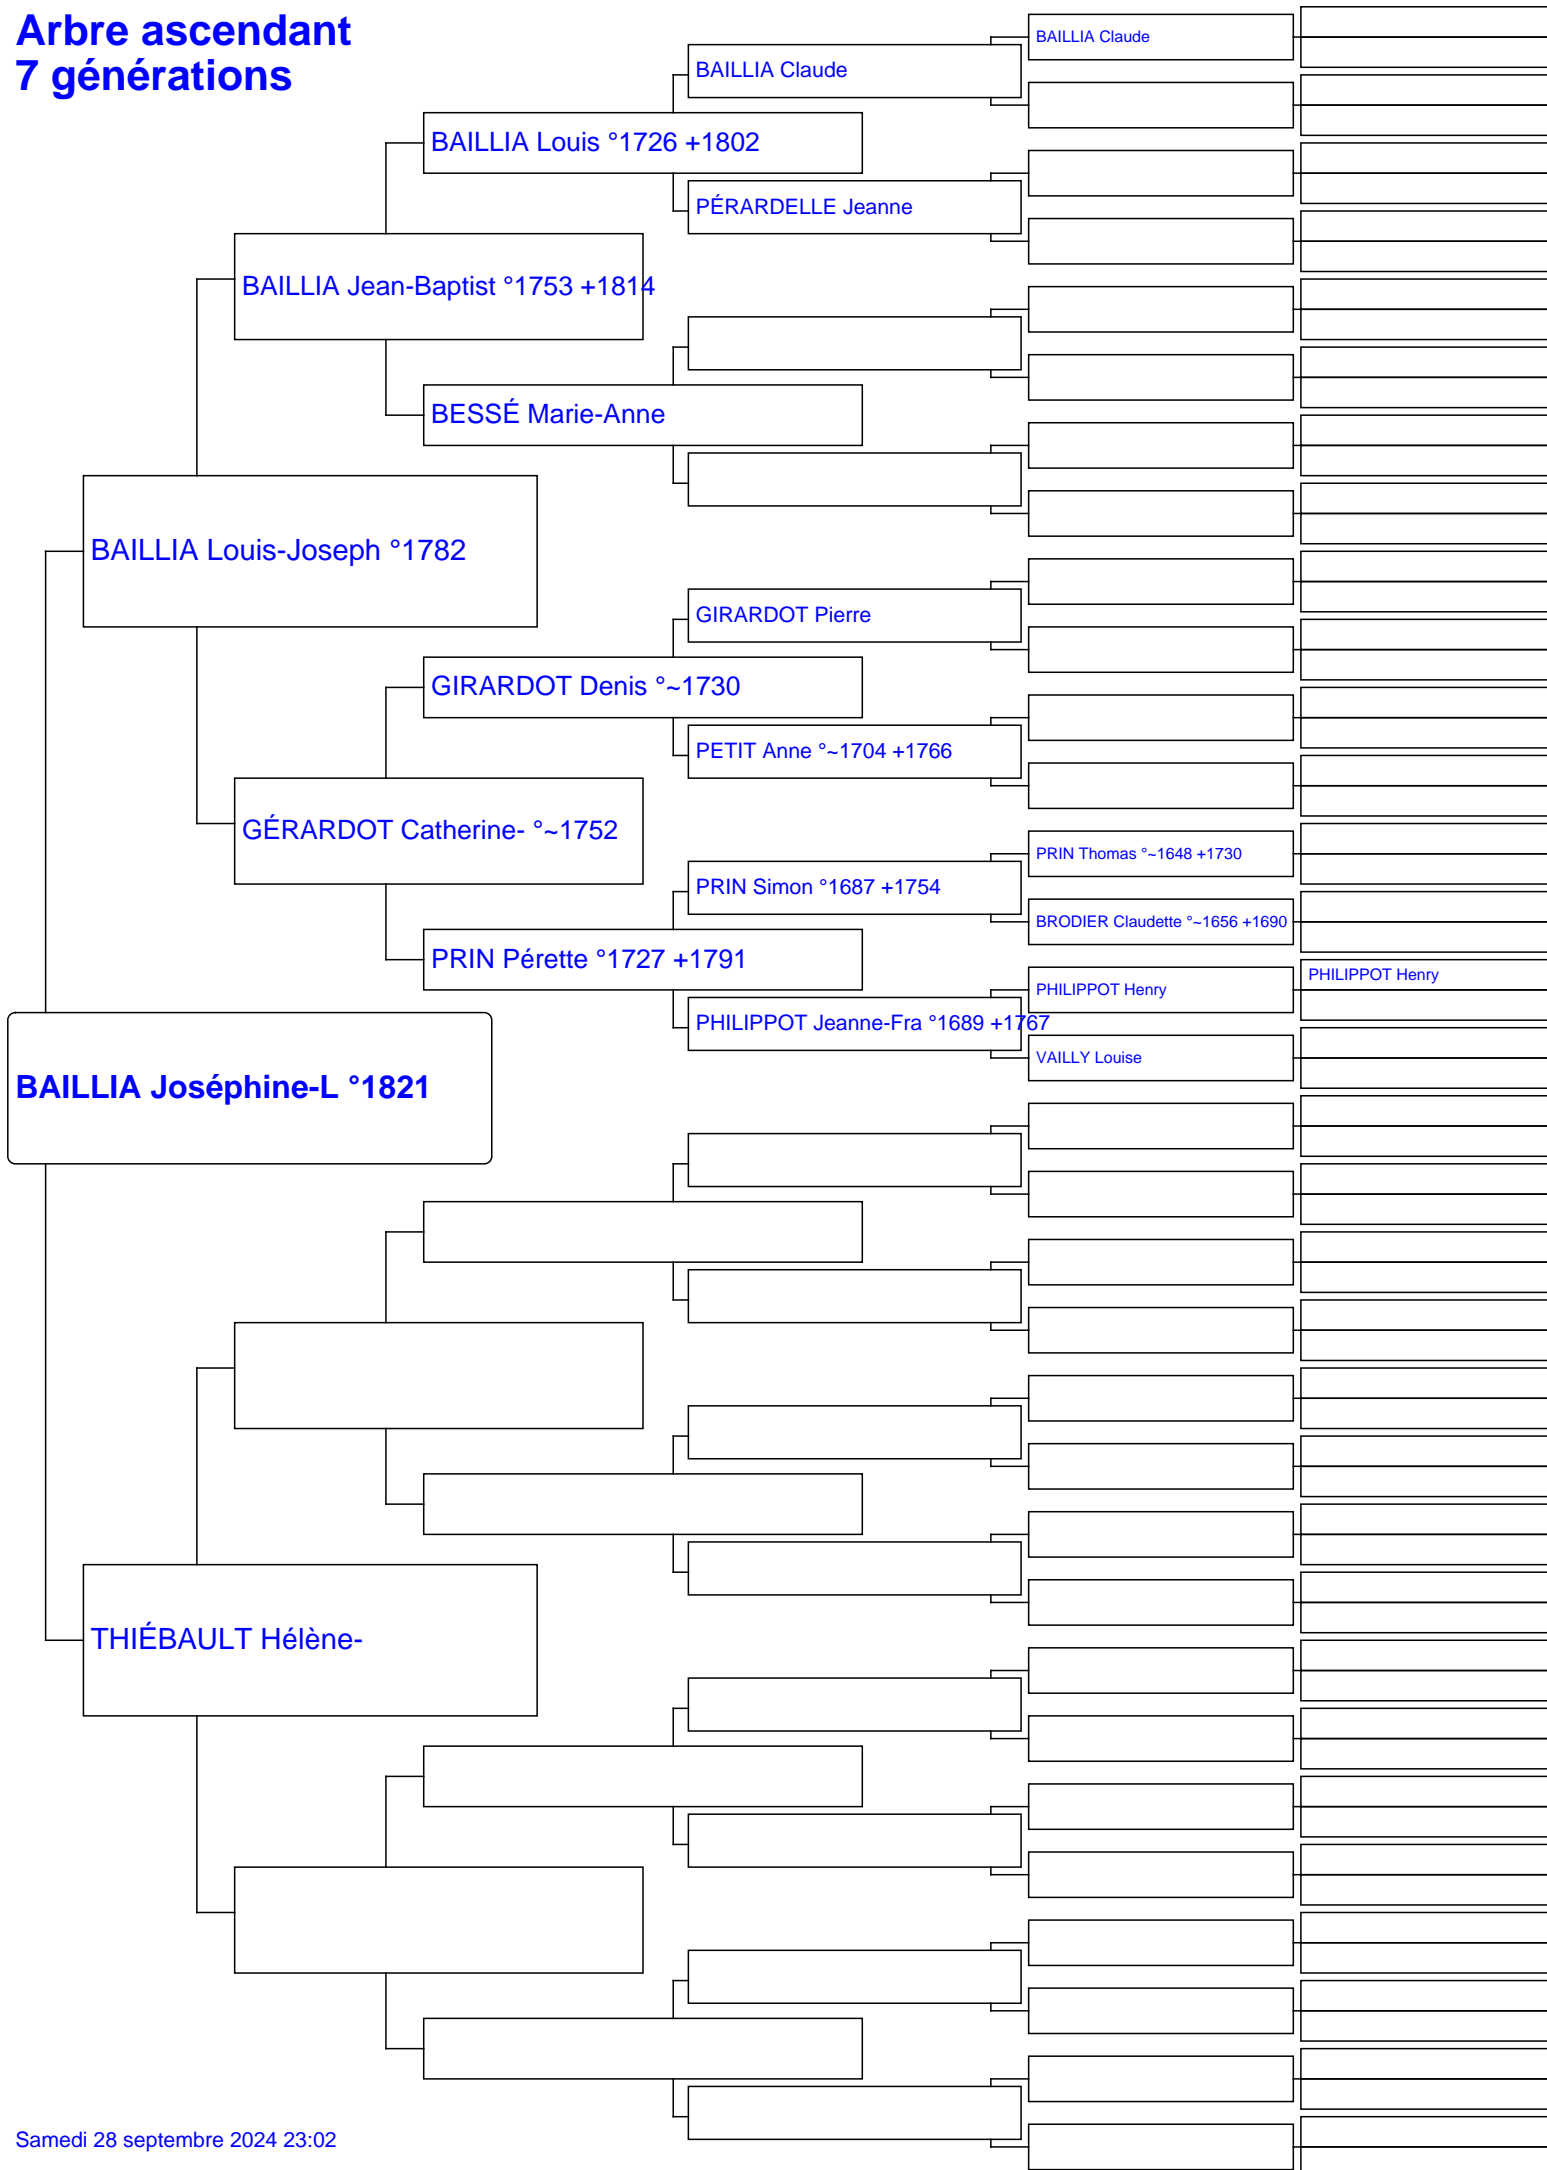 Arbre ascendant
7 générations
BAILLIA Claude
BAILLIA Claude
BAILLIA Louis °1726 +1802
PÉRARDELLE Jeanne
BAILLIA Jean-Baptist °1753 +1814
BESSÉ Marie-Anne
BAILLIA Louis-Joseph °1782
GIRARDOT Pierre
GIRARDOT Denis °~1730
PETIT Anne °~1704 +1766
GÉRARDOT Catherine- °~1752
PRIN Thomas °~1648 +1730
PRIN Simon °1687 +1754
BRODIER Claudette °~1656 +1690
PRIN Pérette °1727 +1791
PHILIPPOT Henry
PHILIPPOT Henry
PHILIPPOT Jeanne-Fra °1689 +1767
VAILLY Louise
BAILLIA Joséphine-L °1821
THIÉBAULT Hélène-
Samedi 28 septembre 2024 23:02